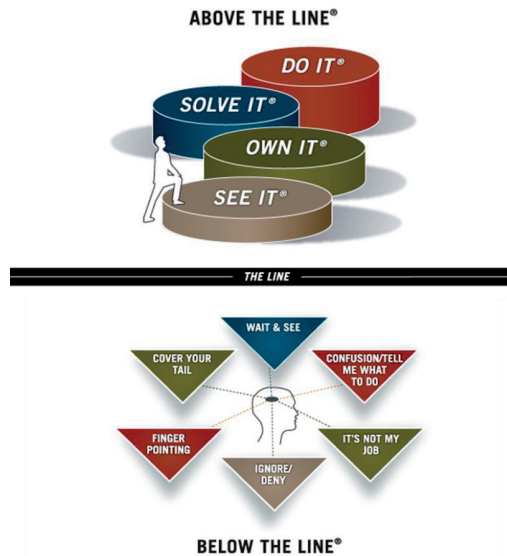 ABOVE THE LINE®
DO IT®
SOLVE IT®
OWN IT®
SEE IT®
THE LINE
WAIT & SEE
COVER YOUR
TAIL
CONFUSION/TELL
ME WHAT
TO DO
FINGER
POINTING
IT'S NOT MY
JOB
IGNORE/
DENY
BELOW THE LINE®